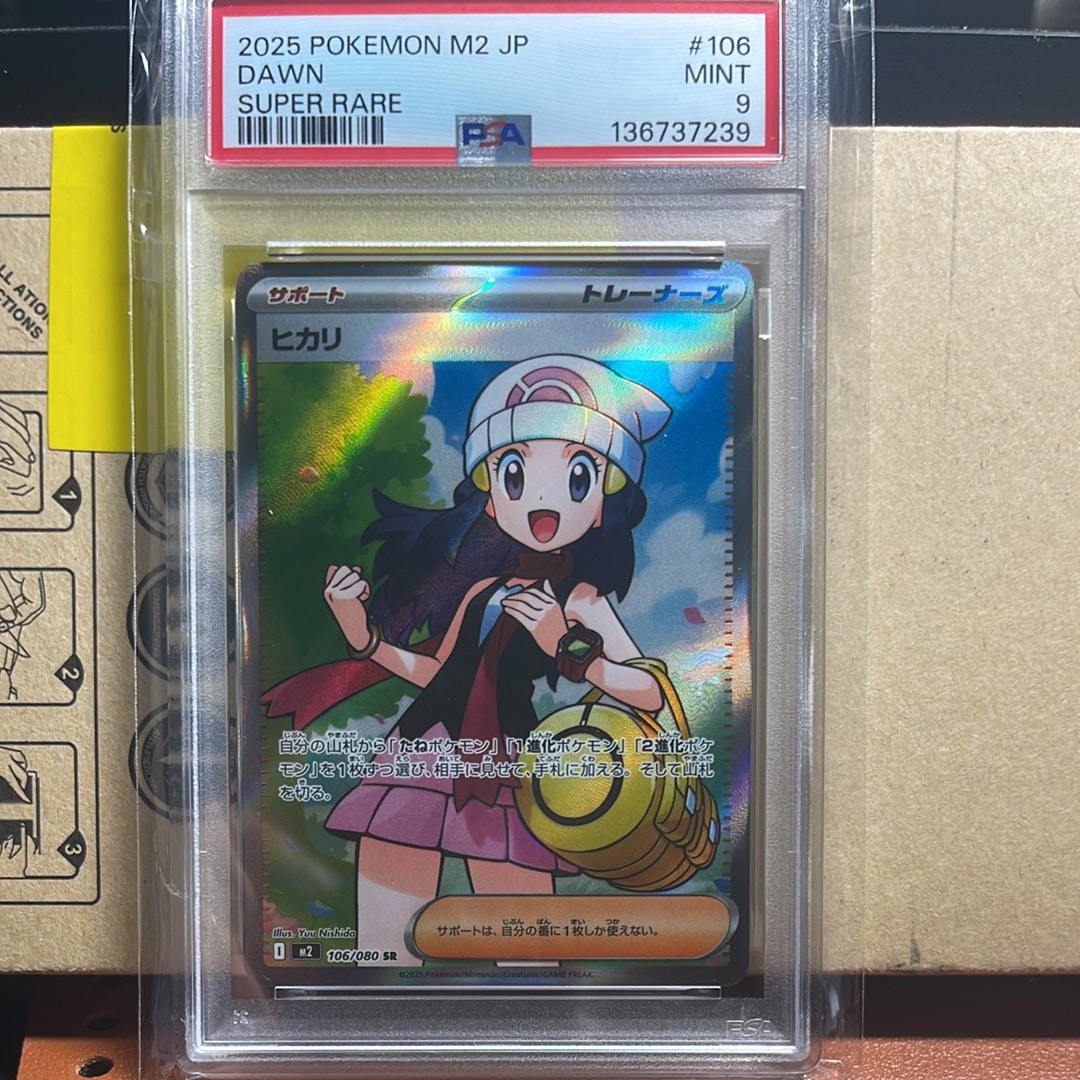 2025 POKEMON M2 JP #106
DAWN MINT
SUPER RARE 9
PSA 136737239
サポート トレーナーズ
ヒカリ
自分の山札から「たねポケモン」「1進化ポケモン」「2進化ポケ
モン」を1枚ずつ選び、相手に見せて、手札に加える。そして山札
を切る。
サポートは、自分の番に1枚しか使えない。
Illus. Yuu Nishida
I M2 106/080 SR
©2025 Pokémon/Nintendo/Creatures/GAME FREAK.
PSA
1
2
3